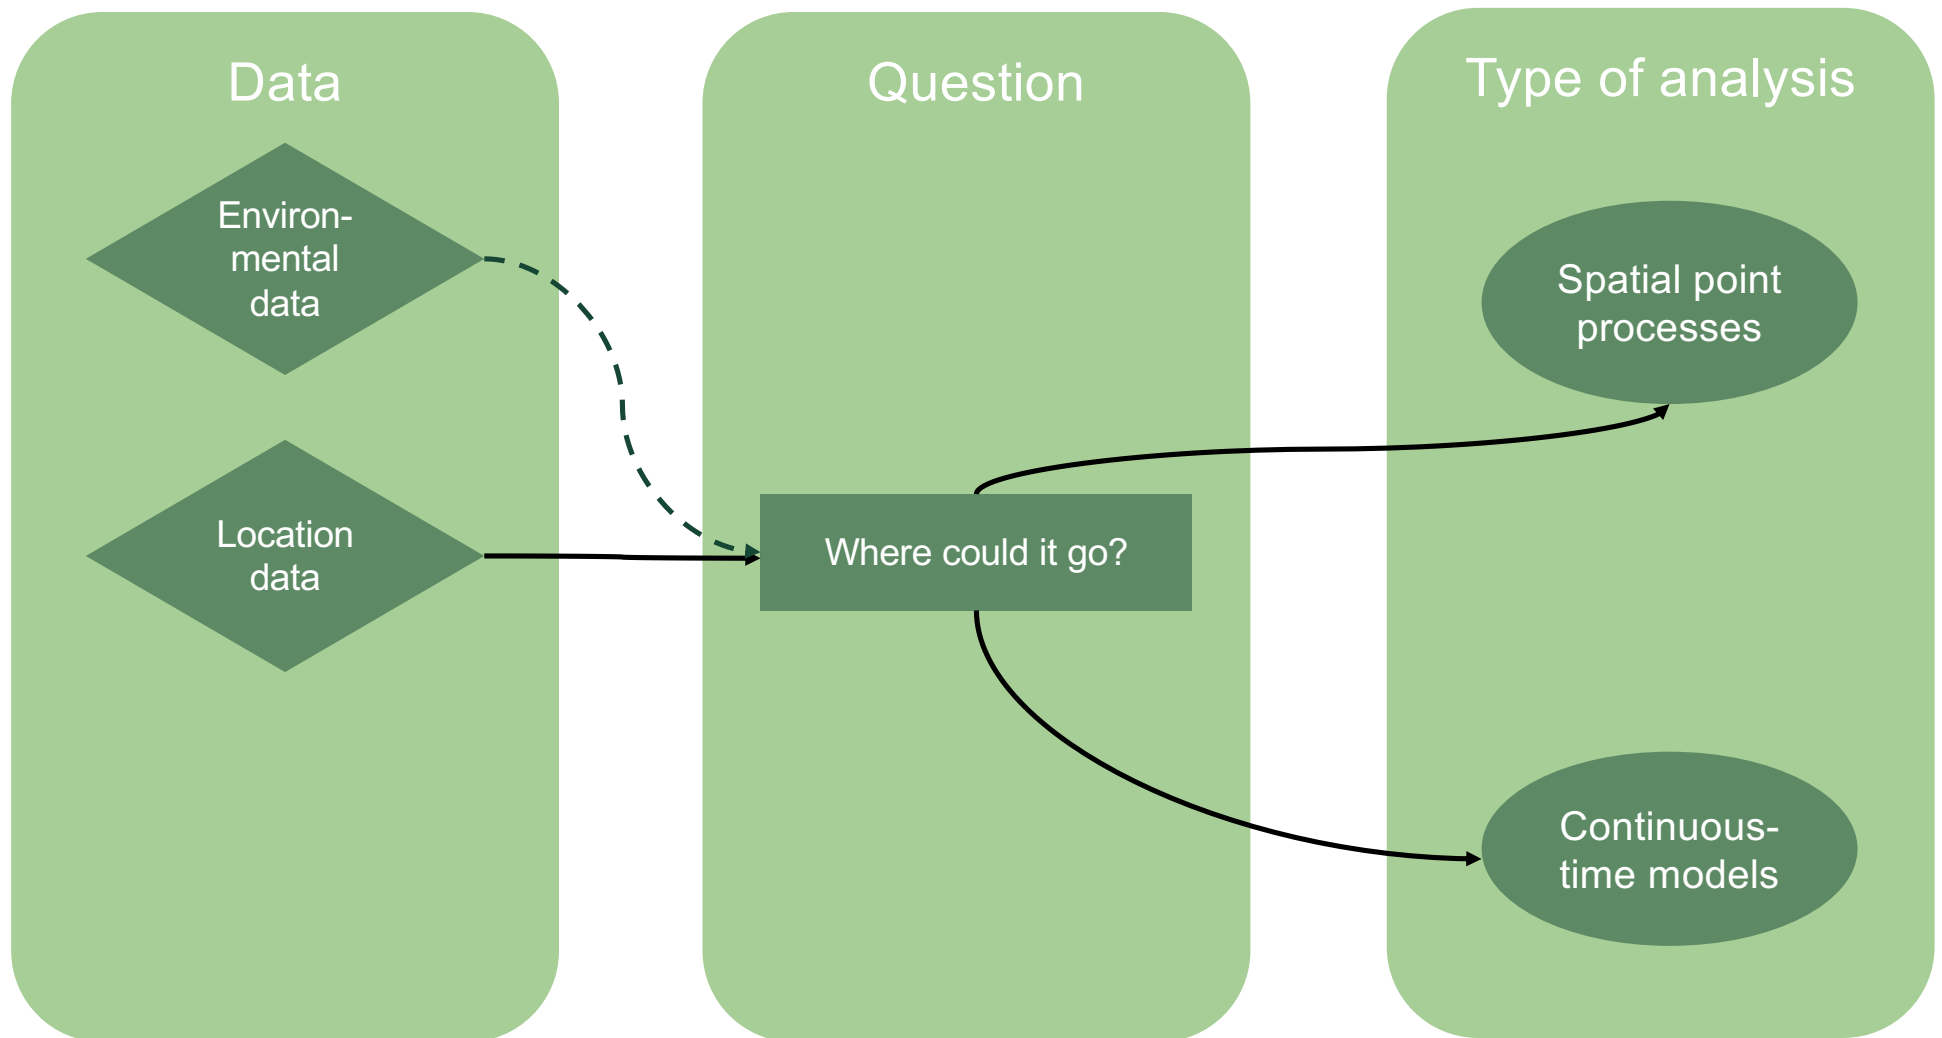 Data
Environ-
mental
data
Location
data
Question
Where could it go?
Type of analysis
Spatial point
processes
Continuous-
time models